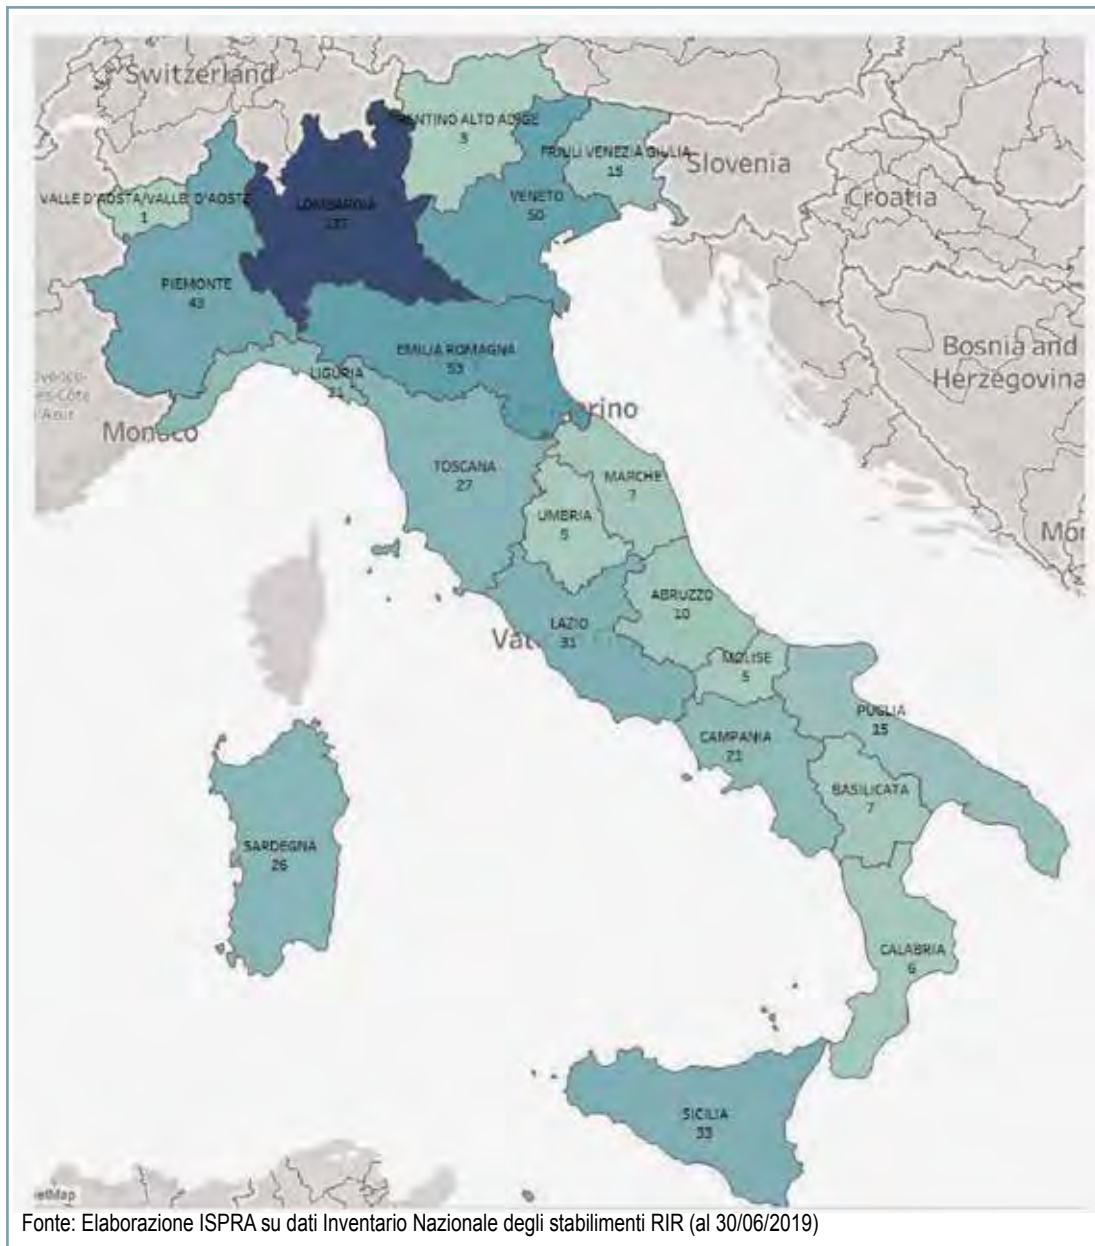 Switzerland
TRENTINO ALTO ADIGE
3
FRIULI VENEZIA GIULIA
15
Slovenia
VALLE D'AOSTA/VALLEÉ D'AOSTE
1
LOMBARDIA
VENETO
50
Croatia
PIEMONTE
43
EMILIA ROMAGNA
53
LIGURIA
Bosnia and
Herzegovina
Monaco
TOSCANA
27
MARCHE
7
UMBRIA
5
ABRUZZO
10
LAZIO
31
MOLISE
5
PUGLIA
15
CAMPANIA
21
BASILICATA
7
SARDEGNA
26
CALABRIA
6
SICILIA
33
Fonte: Elaborazione ISPRA su dati Inventario Nazionale degli stabilimenti RIR (al 30/06/2019)